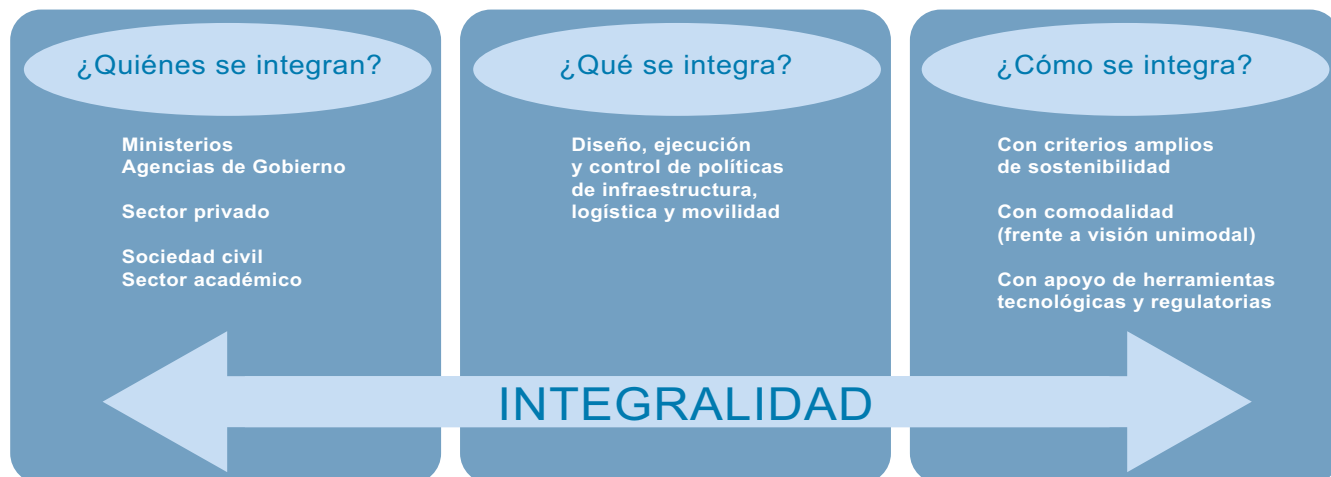 ¿Quiénes se integran?
Ministerios
Agencias de Gobierno
Sector privado
Sociedad civil
Sector académico
¿Qué se integra?
Diseño, ejecución
y control de políticas
de infraestructura,
logística y movilidad
¿Cómo se integra?
Con criterios amplios
de sostenibilidad
Con comodalidad
(frente a visión unimodal)
Con apoyo de herramientas
tecnológicas y regulatorias
INTEGRALIDAD